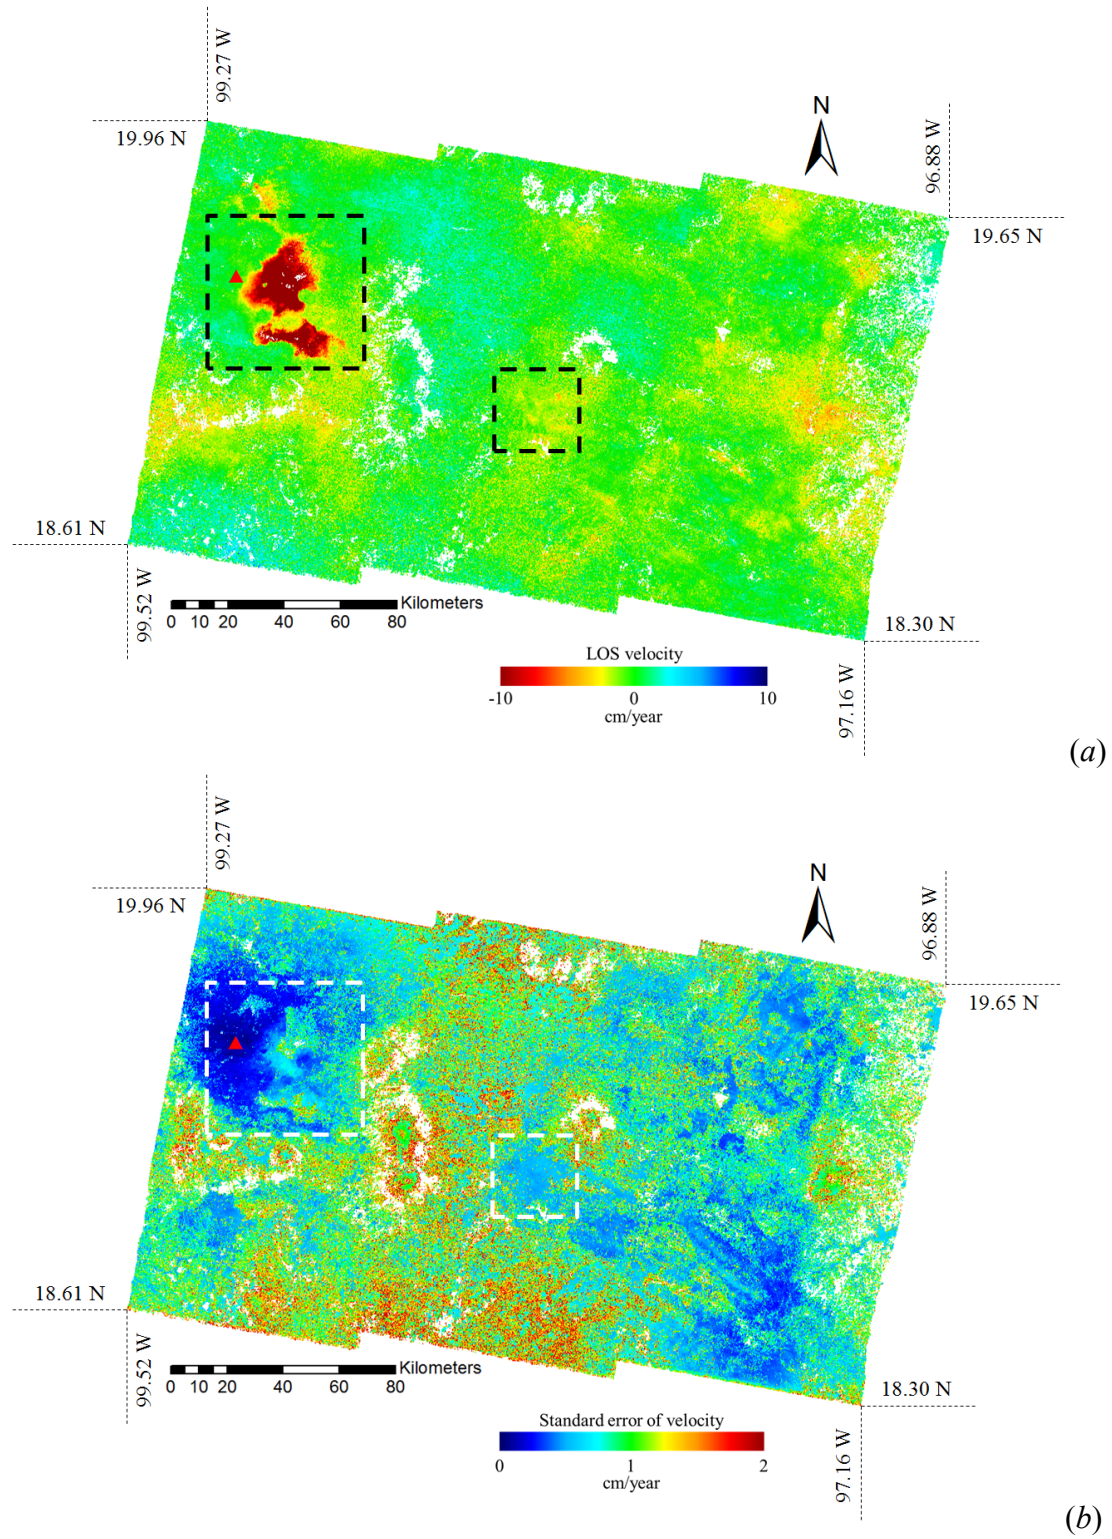 99.27 W
N
19.96 N
96.88 W
19.65 N
18.61 N
99.52 W
Kilometers
0 10 20 40 60 80
18.30 N
LOS velocity
-10 0 10
cm/year
97.16 W
(a)
99.27 W
N
19.96 N
96.88 W
19.65 N
18.61 N
99.52 W
Kilometers
0 10 20 40 60 80
18.30 N
Standard error of velocity
0 1 2
cm/year
97.16 W
(b)